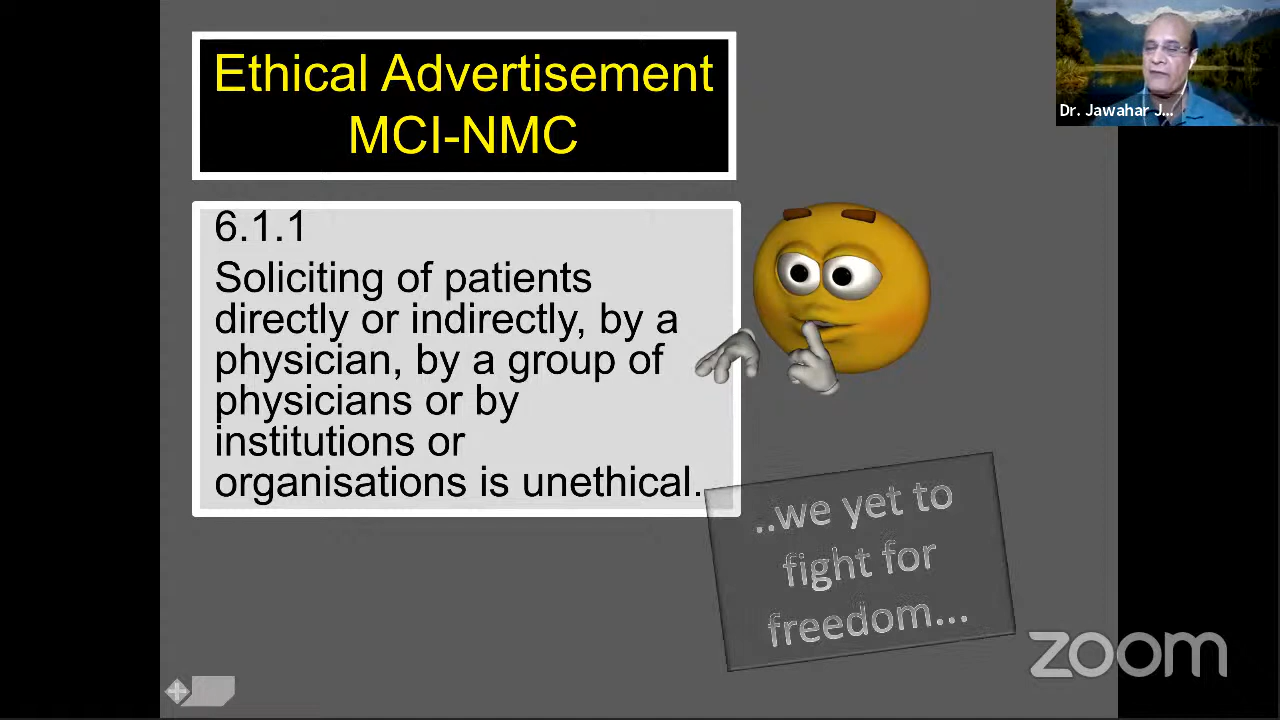 Ethical Advertisement
MCI-NMC
Dr. Jawahar J...
6.1.1
Soliciting of patients
directly or indirectly, by a
physician, by a group of
physicians or by
institutions or
organisations is unethical.
..we yet to
fight for
freedom...
zoom